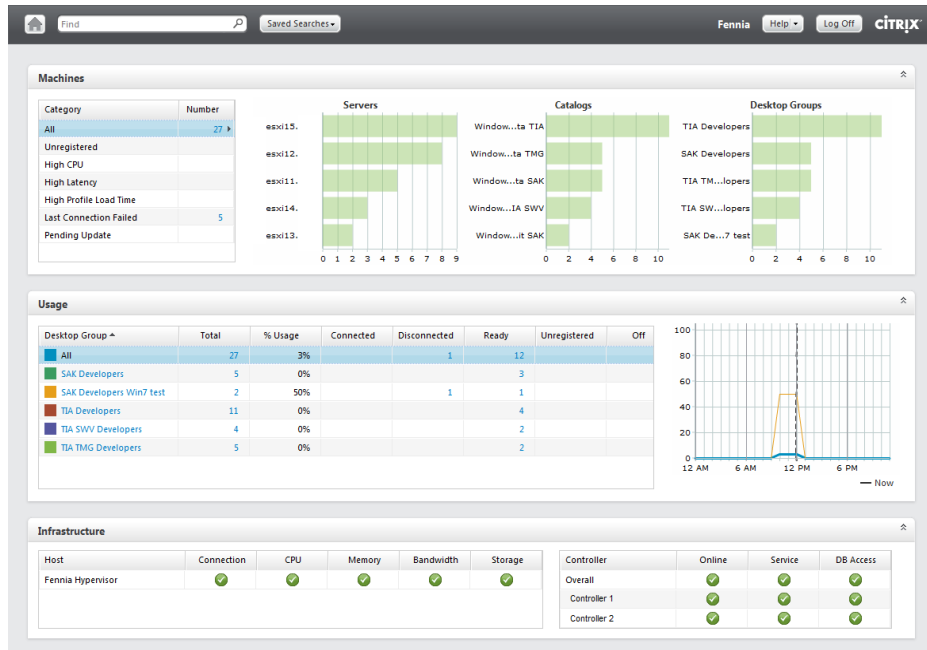 Find
Saved Searches
Fennia
Help
Log Off
CITRIX
Machines
Category Number
All 27
Unregistered
High CPU
High Latency
High Profile Load Time
Last Connection Failed 5
Pending Update
Servers
esxi15.
esxi12.
esxi11.
esxi14.
esxi13.
0 1 2 3 4 5 6 7 8 9
Catalogs
Window...ta TIA
Window...ta TMG
Window...ta SAK
Window...IA SWV
Window...it SAK
0 2 4 6 8 10
Desktop Groups
TIA Developers
SAK Developers
TIA TM...lopers
TIA SW...lopers
SAK De...7 test
0 2 4 6 8 10
Usage
Desktop Group Total % Usage Connected Disconnected Ready Unregistered Off
All 27 3% 1 12
SAK Developers 5 0% 3
SAK Developers Win7 test 2 50% 1 1
TIA Developers 11 0% 4
TIA SWV Developers 4 0% 2
TIA TMG Developers 5 0% 2
100
80
60
40
20
0
12 AM 6 AM 12 PM 6 PM
Now
Infrastructure
Host Connection CPU Memory Bandwidth Storage
Fennia Hypervisor
Controller Online Service DB Access
Overall
Controller 1
Controller 2